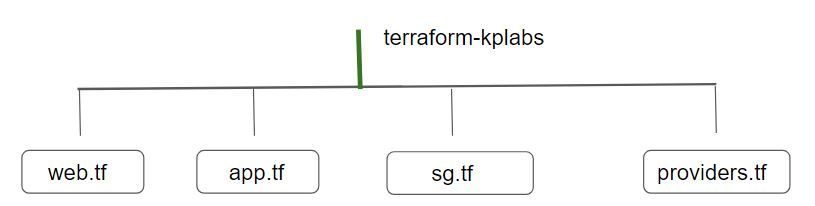 terraform-kplabs
web.tf
app.tf
sg.tf
providers.tf